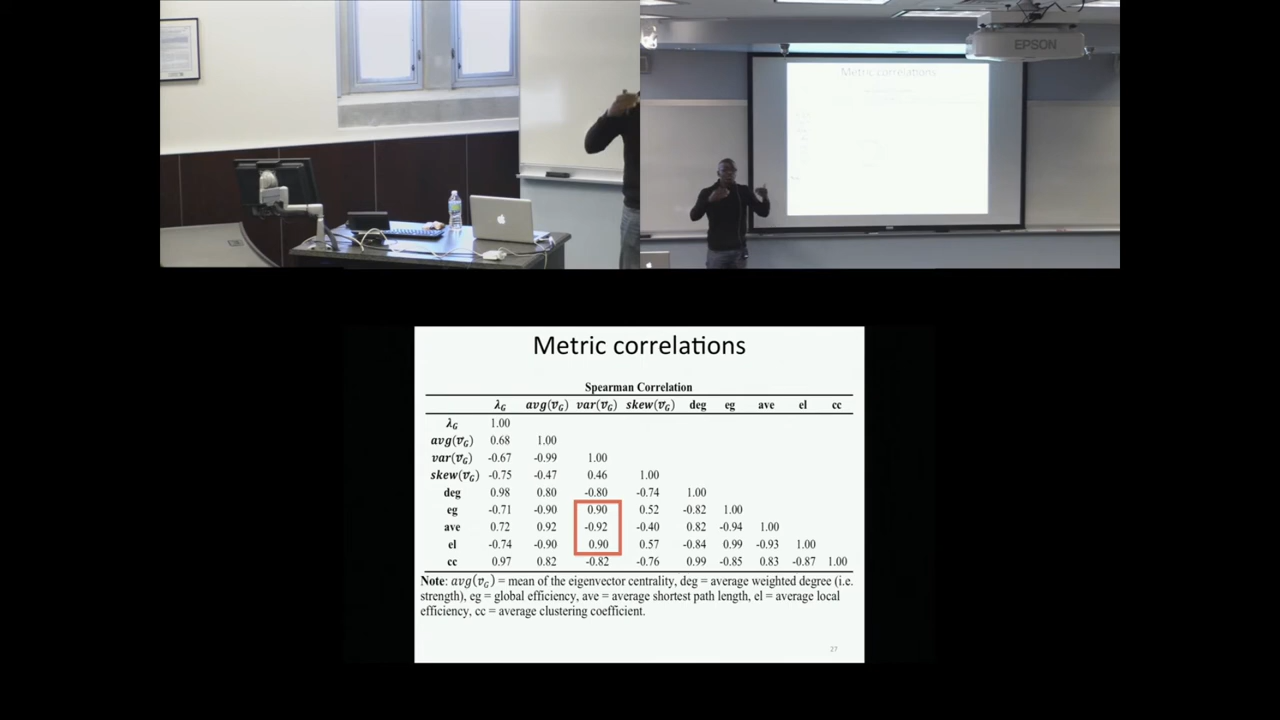 EPSON
Metric correlations
Metric correlations
Spearman Correlation
λG avg(v̅G) var(v̅G) skew(v̅G) deg eg ave el cc
λG 1.00
avg(v̅G) 0.68 1.00
var(v̅G) -0.67 -0.99 1.00
skew(v̅G) -0.75 -0.47 0.46 1.00
deg 0.98 0.80 -0.80 -0.74 1.00
eg -0.71 -0.90 0.90 0.52 -0.82 1.00
ave 0.72 0.92 -0.92 -0.40 0.82 -0.94 1.00
el -0.74 -0.90 0.90 0.57 -0.84 0.99 -0.93 1.00
cc 0.97 0.82 -0.82 -0.76 0.99 -0.85 0.83 -0.87 1.00
Note: avg(v̅G) = mean of the eigenvector centrality, deg = average weighted degree (i.e.
strength), eg = global efficiency, ave = average shortest path length, el = average local
efficiency, cc = average clustering coefficient.
27